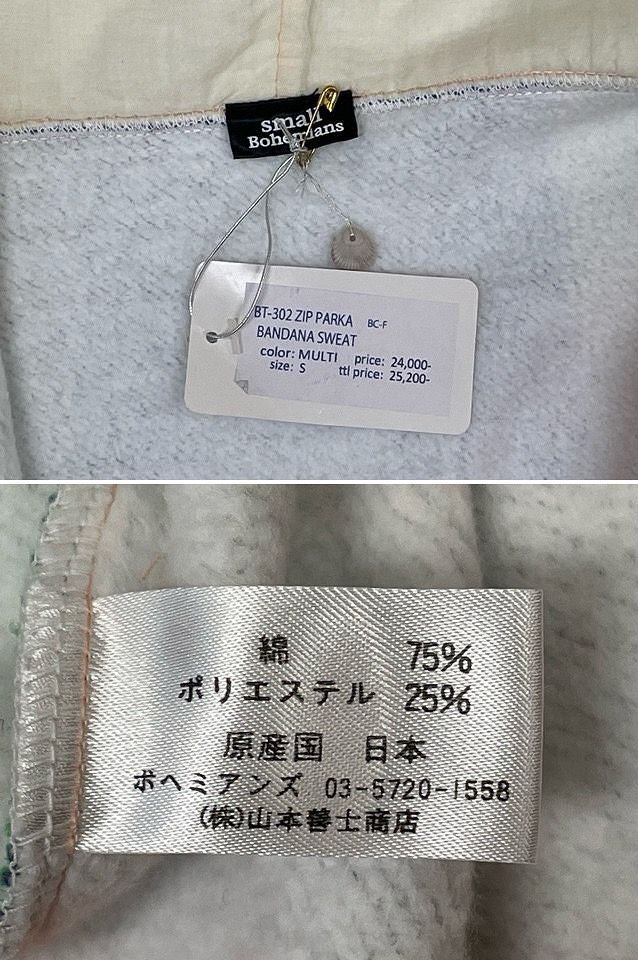 small
Bohemians
BT-302 ZIP PARKA BC-F
BANDANA SWEAT
color: MULTI price: 24,000-
size: S ttl price: 25,200-
綿 75%
ポリエステル 25%
原産国 日本
ボヘミアンズ 03-5720-1558
(株)山本善士商店